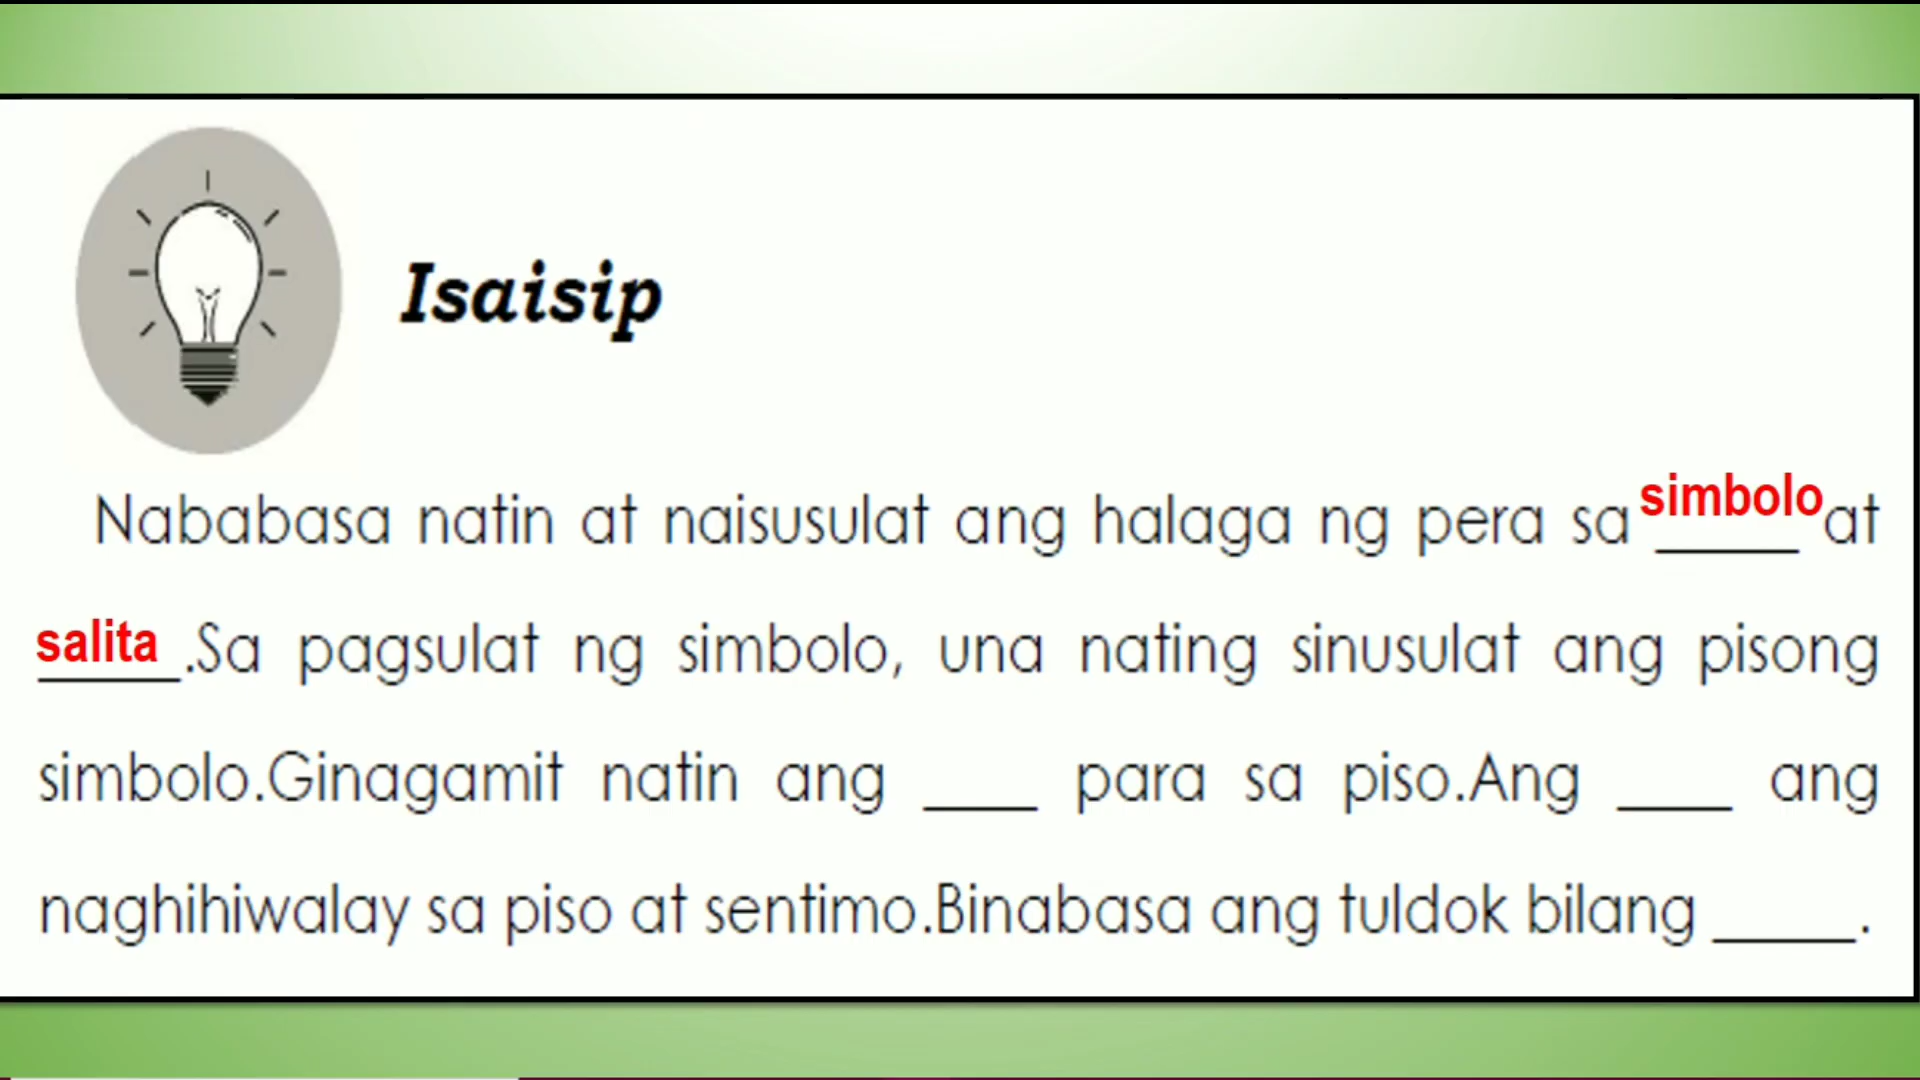 Isaisip
Nababasa natin at naisusulat ang halaga ng pera sa simbolo at
salita.Sa pagsulat ng simbolo, una nating sinusulat ang pisong
simbolo.Ginagamit natin ang ____ para sa piso.Ang ____ ang
naghihiwalay sa piso at sentimo.Binabasa ang tuldok bilang _____.